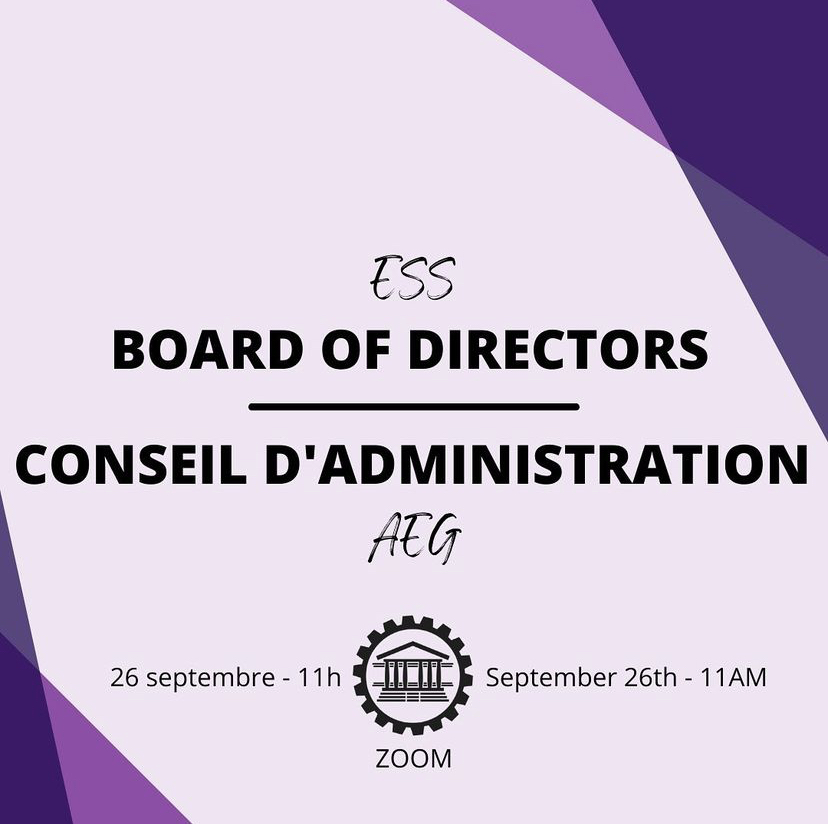 ESS
BOARD OF DIRECTORS
CONSEIL D'ADMINISTRATION
AEG
26 septembre - 11h
September 26th - 11AM
ZOOM